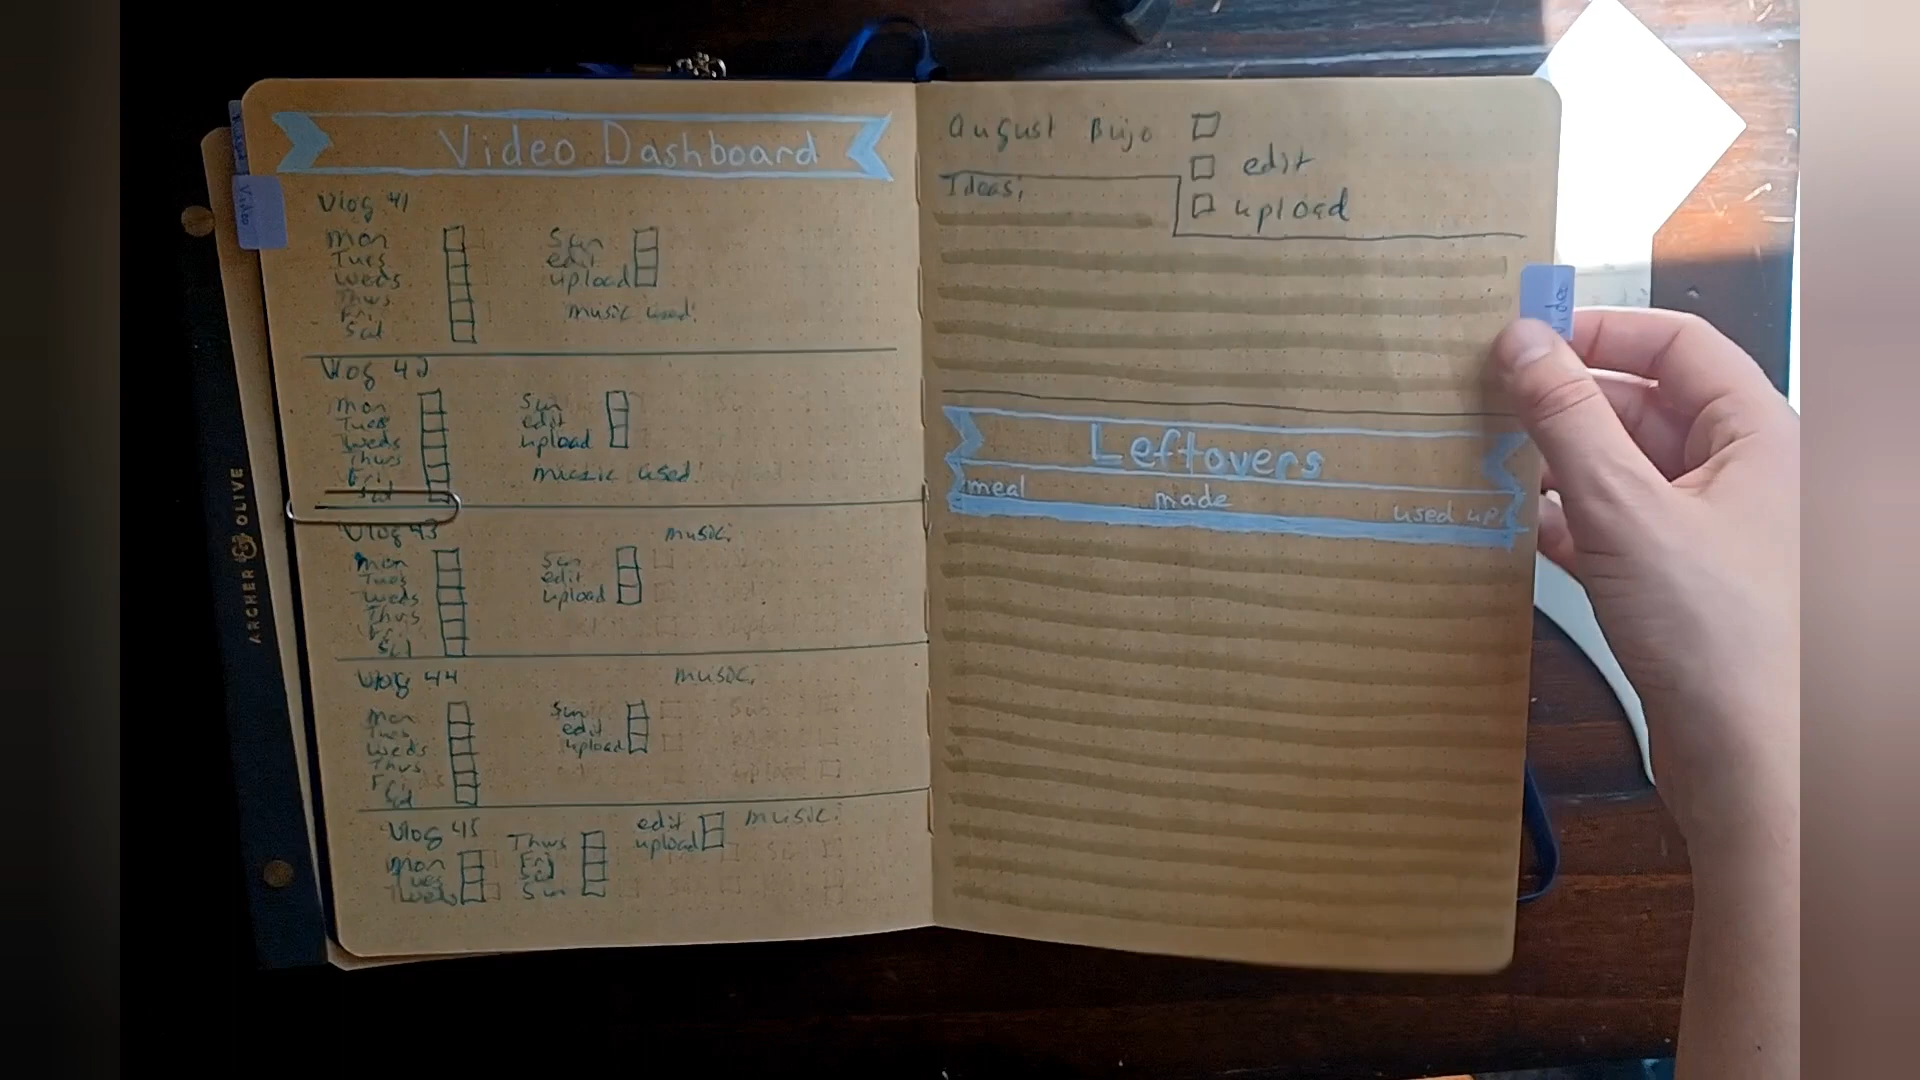 Video Dashboard
Vlog 41
Mon
Tues
Weds
Thurs
Fri
Sat
Sun
edit
upload
music used:
Vlog 42
Mon
Tues
Weds
Thurs
Fri
Sat
Sun
edit
upload
music used:
Vlog 43
Mon
Tues
Weds
Thurs
Fri
Sat
Sun
edit
upload
music:
Vlog 44
Mon
Tues
Weds
Thurs
Fri
Sat
Sun
edit
upload
music:
Vlog 45
Mon
Tues
Weds
Thurs
Fri
Sat
Sun
edit
upload
music:
August Bujo
edit
upload
Ideas:
Leftovers
meal made used up
Video
Video
ARCHER & OLIVE